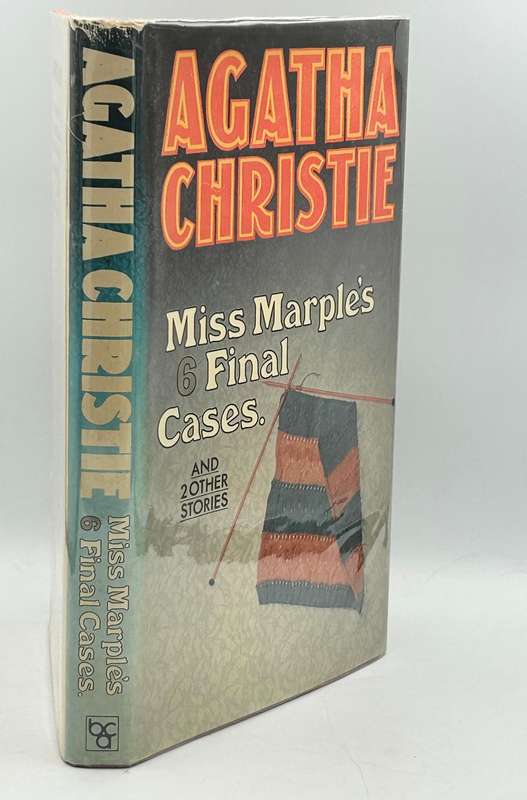 AGATHA CHRISTIE
Miss Marple's
6 Final Cases.
bca
AGATHA
CHRISTIE
Miss Marple's
6 Final
Cases.
AND
2 OTHER
STORIES